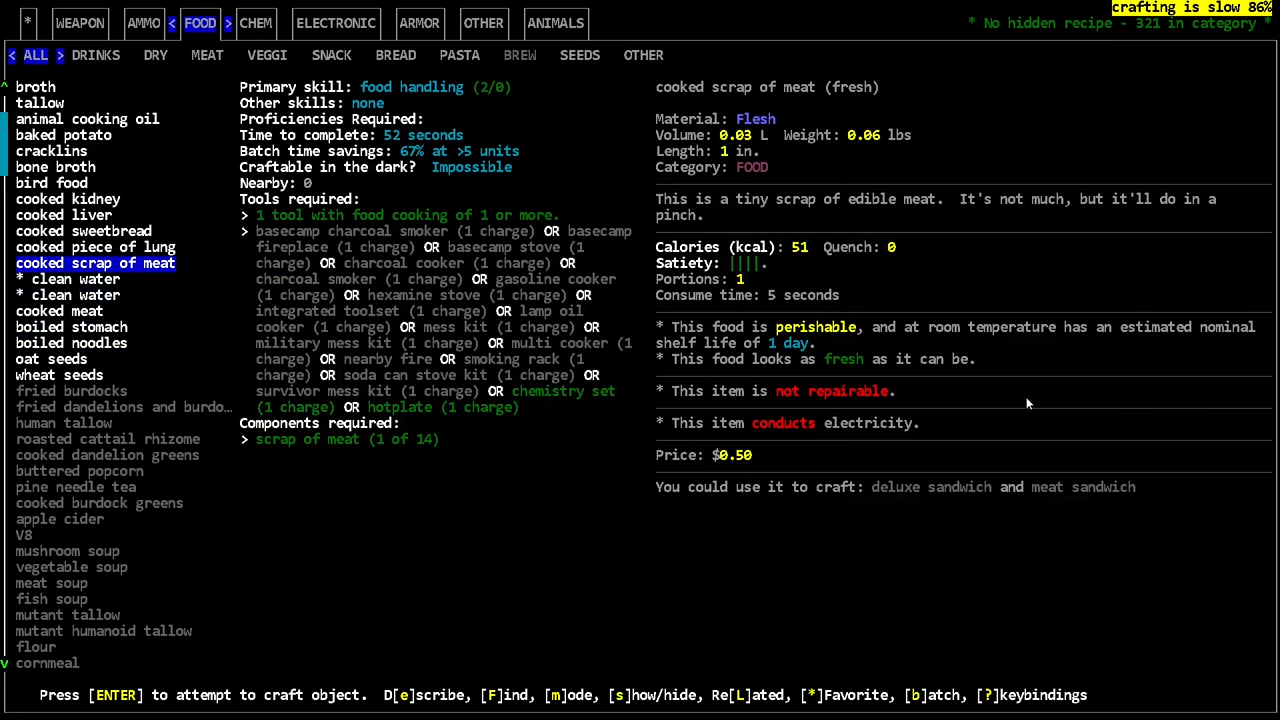 crafting is slow 86%
* WEAPON AMMO < FOOD > CHEM ELECTRONIC ARMOR OTHER ANIMALS
* No hidden recipe - 321 in category *
< ALL > DRINKS DRY MEAT VEGGI SNACK BREAD PASTA BREW SEEDS OTHER
^ broth
tallow
animal cooking oil
baked potato
cracklins
bone broth
bird food
cooked kidney
cooked liver
cooked sweetbread
cooked piece of lung
cooked scrap of meat
* clean water
* clean water
cooked meat
boiled stomach
boiled noodles
oat seeds
wheat seeds
fried burdocks
fried dandelions and burdo…
human tallow
roasted cattail rhizome
cooked dandelion greens
buttered popcorn
pine needle tea
cooked burdock greens
apple cider
V8
mushroom soup
vegetable soup
meat soup
fish soup
mutant tallow
mutant humanoid tallow
flour
v cornmeal
Primary skill: food handling (2/0)
Other skills: none
Proficiencies Required:
Time to complete: 52 seconds
Batch time savings: 67% at >5 units
Craftable in the dark? Impossible
Nearby: 0
Tools required:
> 1 tool with food cooking of 1 or more.
> basecamp charcoal smoker (1 charge) OR basecamp
fireplace (1 charge) OR basecamp stove (1
charge) OR charcoal cooker (1 charge) OR
charcoal smoker (1 charge) OR gasoline cooker
(1 charge) OR hexamine stove (1 charge) OR
integrated toolset (1 charge) OR lamp oil
cooker (1 charge) OR mess kit (1 charge) OR
military mess kit (1 charge) OR multi cooker (1
charge) OR nearby fire OR smoking rack (1
charge) OR soda can stove kit (1 charge) OR
survivor mess kit (1 charge) OR chemistry set
(1 charge) OR hotplate (1 charge)
Components required:
> scrap of meat (1 of 14)
cooked scrap of meat (fresh)
Material: Flesh
Volume: 0.03 L Weight: 0.06 lbs
Length: 1 in.
Category: FOOD
This is a tiny scrap of edible meat. It's not much, but it'll do in a
pinch.
Calories (kcal): 51 Quench: 0
Satiety: ||||.
Portions: 1
Consume time: 5 seconds
* This food is perishable, and at room temperature has an estimated nominal
shelf life of 1 day.
* This food looks as fresh as it can be.
* This item is not repairable.
* This item conducts electricity.
Price: $0.50
You could use it to craft: deluxe sandwich and meat sandwich
Press [ENTER] to attempt to craft object. D[e]scribe, [F]ind, [m]ode, [s]how/hide, Re[L]ated, [*]Favorite, [b]atch, [?]keybindings